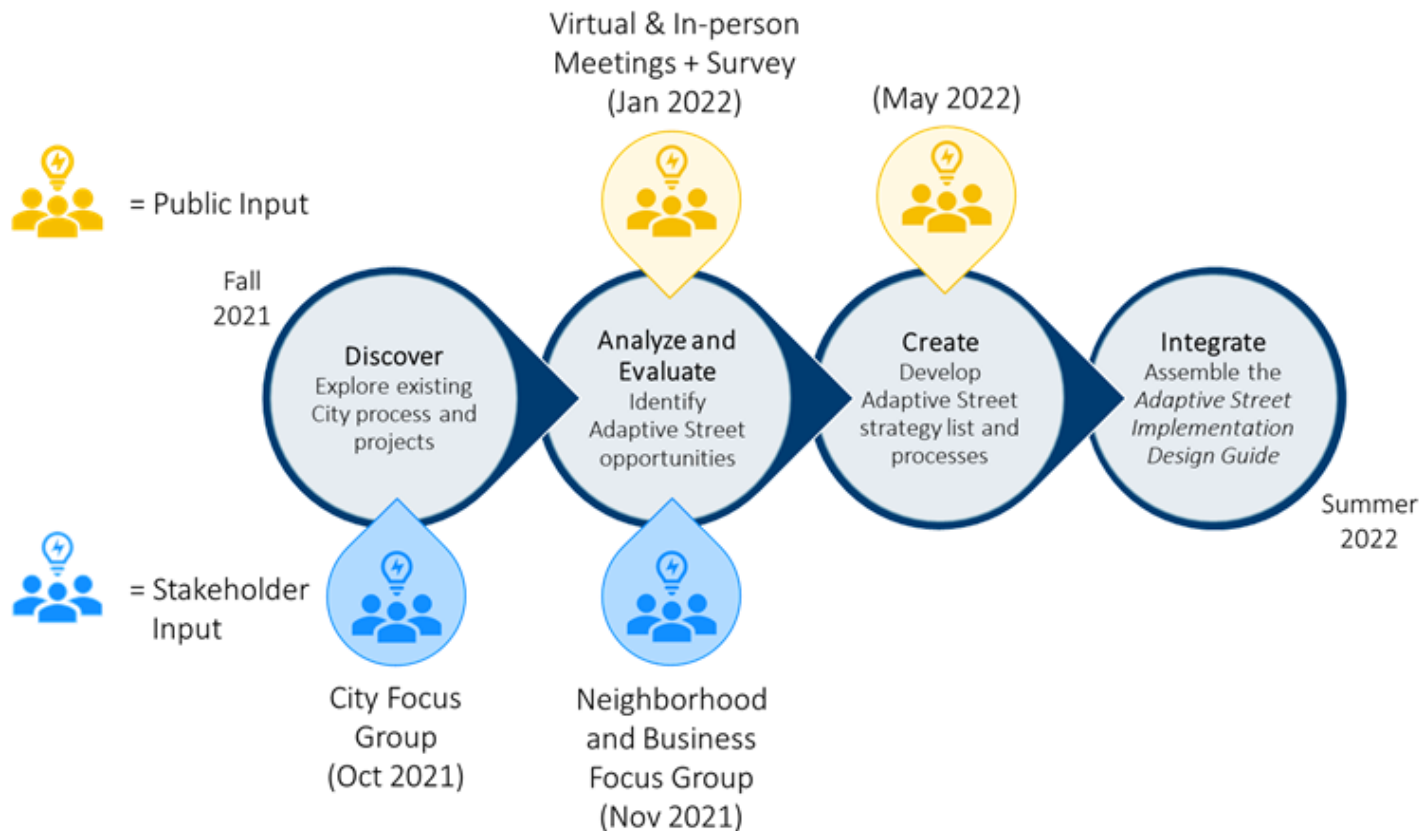 Virtual & In-person
Meetings + Survey
(Jan 2022)
(May 2022)
= Public Input
Fall
2021
Discover
Explore existing
City process and
projects
Analyze and
Evaluate
Identify
Adaptive Street
opportunities
Create
Develop
Adaptive Street
strategy list and
processes
Integrate
Assemble the
Adaptive Street
Implementation
Design Guide
Summer
2022
= Stakeholder
Input
City Focus
Group
(Oct 2021)
Neighborhood
and Business
Focus Group
(Nov 2021)